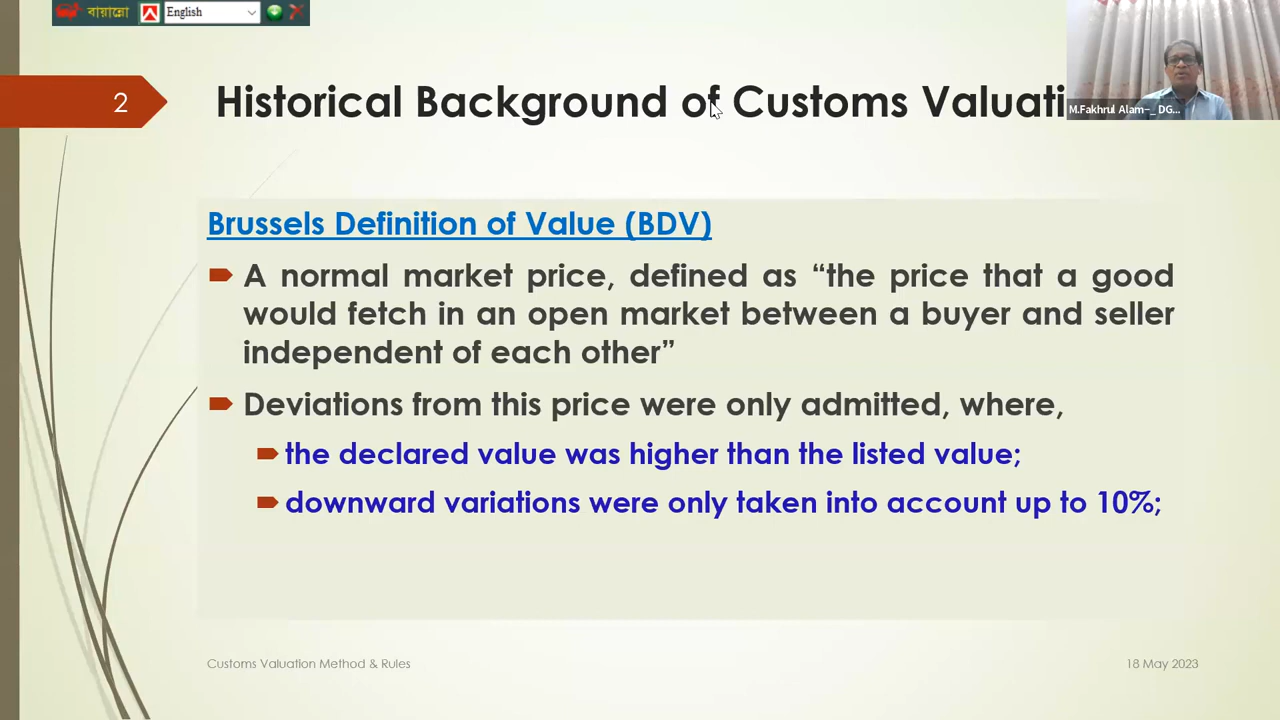 বায়ান্নো English
2
Historical Background of Customs Valuati
M.Fakhrul Alam-_ DG...
Brussels Definition of Value (BDV)
A normal market price, defined as “the price that a good
would fetch in an open market between a buyer and seller
independent of each other”
Deviations from this price were only admitted, where,
the declared value was higher than the listed value;
downward variations were only taken into account up to 10%;
Customs Valuation Method & Rules
18 May 2023